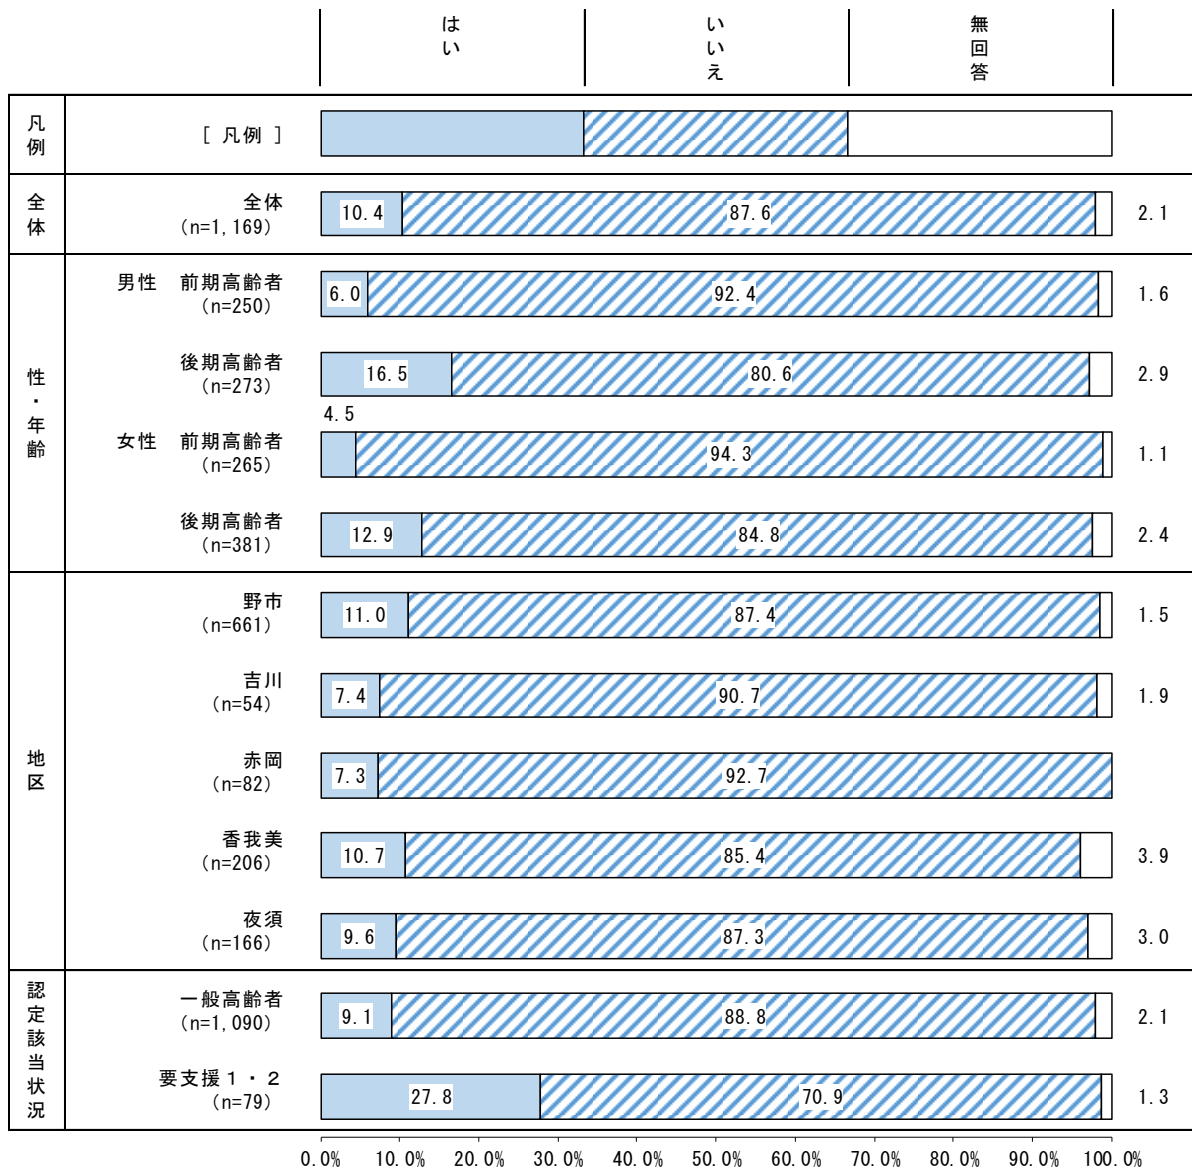 はい
いいえ
無回答
凡例
[ 凡例 ]
全体
全体
(n=1,169)
10.4
87.6
2.1
性・年齢
男性　前期高齢者
(n=250)
6.0
92.4
1.6
後期高齢者
(n=273)
16.5
80.6
2.9
女性　前期高齢者
(n=265)
4.5
94.3
1.1
後期高齢者
(n=381)
12.9
84.8
2.4
地区
野市
(n=661)
11.0
87.4
1.5
吉川
(n=54)
7.4
90.7
1.9
赤岡
(n=82)
7.3
92.7
香我美
(n=206)
10.7
85.4
3.9
夜須
(n=166)
9.6
87.3
3.0
認定該当状況
一般高齢者
(n=1,090)
9.1
88.8
2.1
要支援１・２
(n=79)
27.8
70.9
1.3
0.0% 10.0% 20.0% 30.0% 40.0% 50.0% 60.0% 70.0% 80.0% 90.0% 100.0%